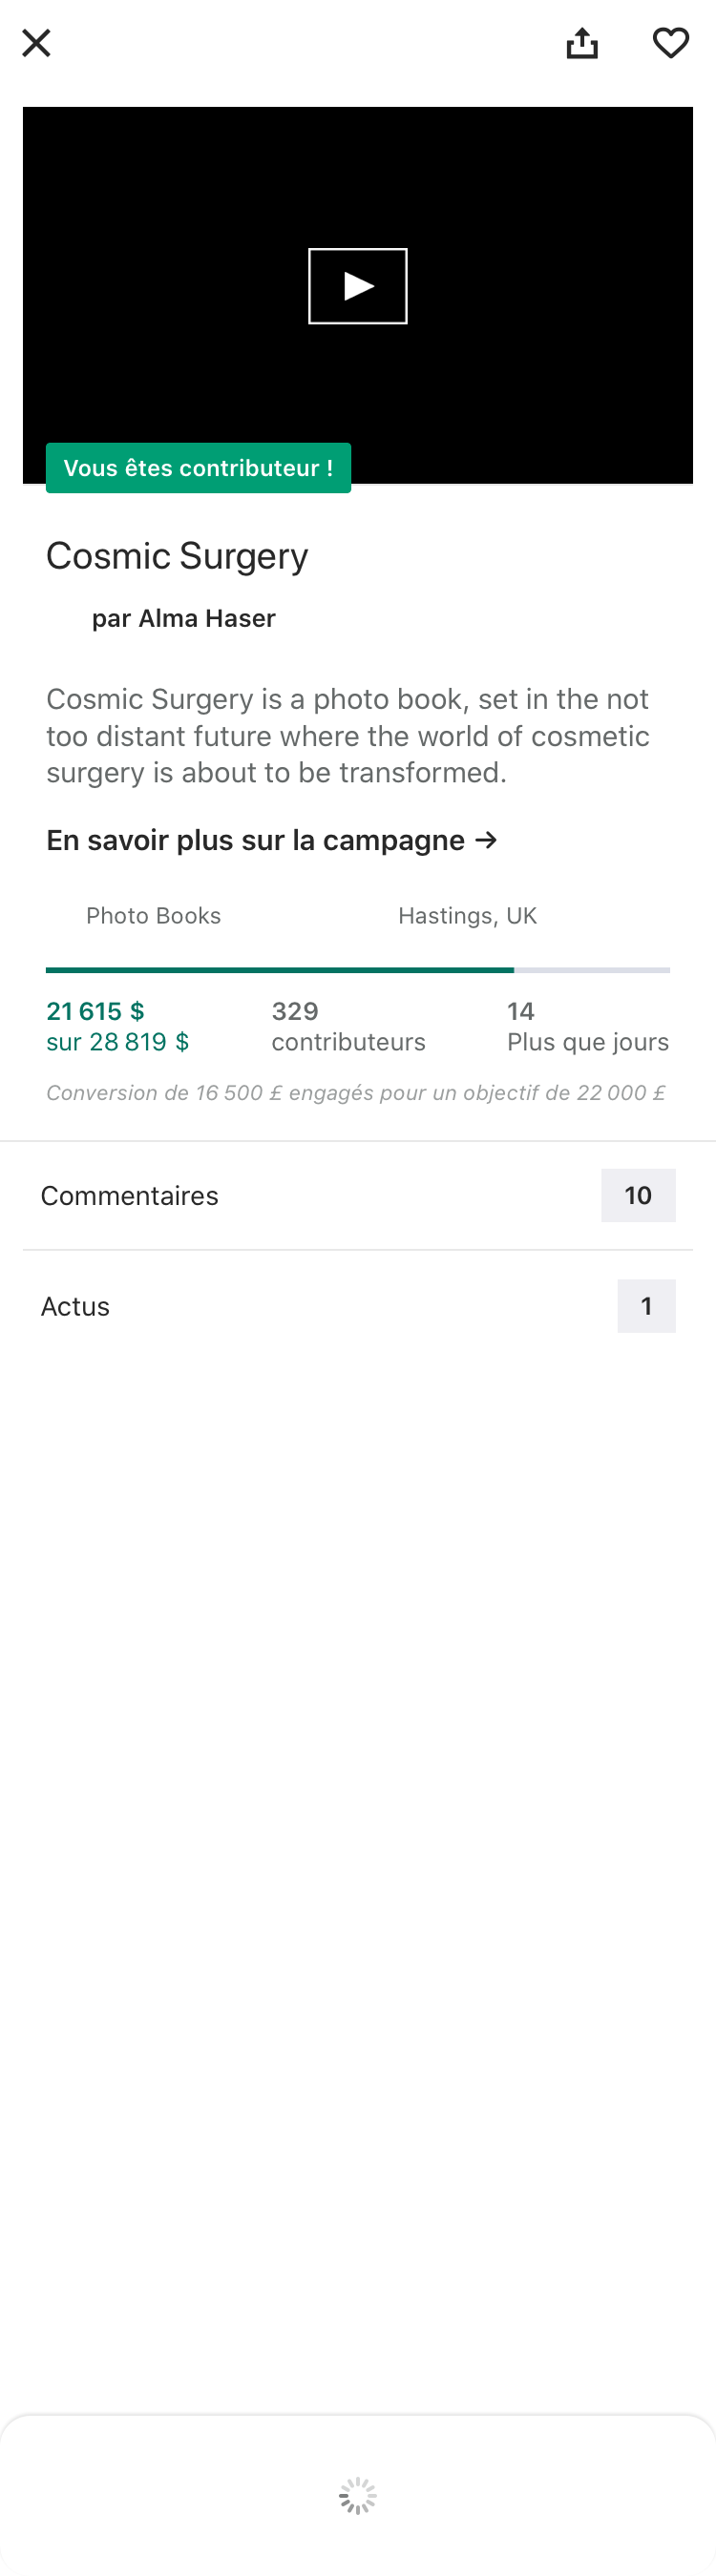 Vous êtes contributeur !
Cosmic Surgery
par Alma Haser
Cosmic Surgery is a photo book, set in the not
too distant future where the world of cosmetic
surgery is about to be transformed.
En savoir plus sur la campagne →
Photo Books
Hastings, UK
21 615 $
sur 28 819 $
329
contributeurs
14
Plus que jours
Conversion de 16 500 £ engagés pour un objectif de 22 000 £
Commentaires
10
Actus
1